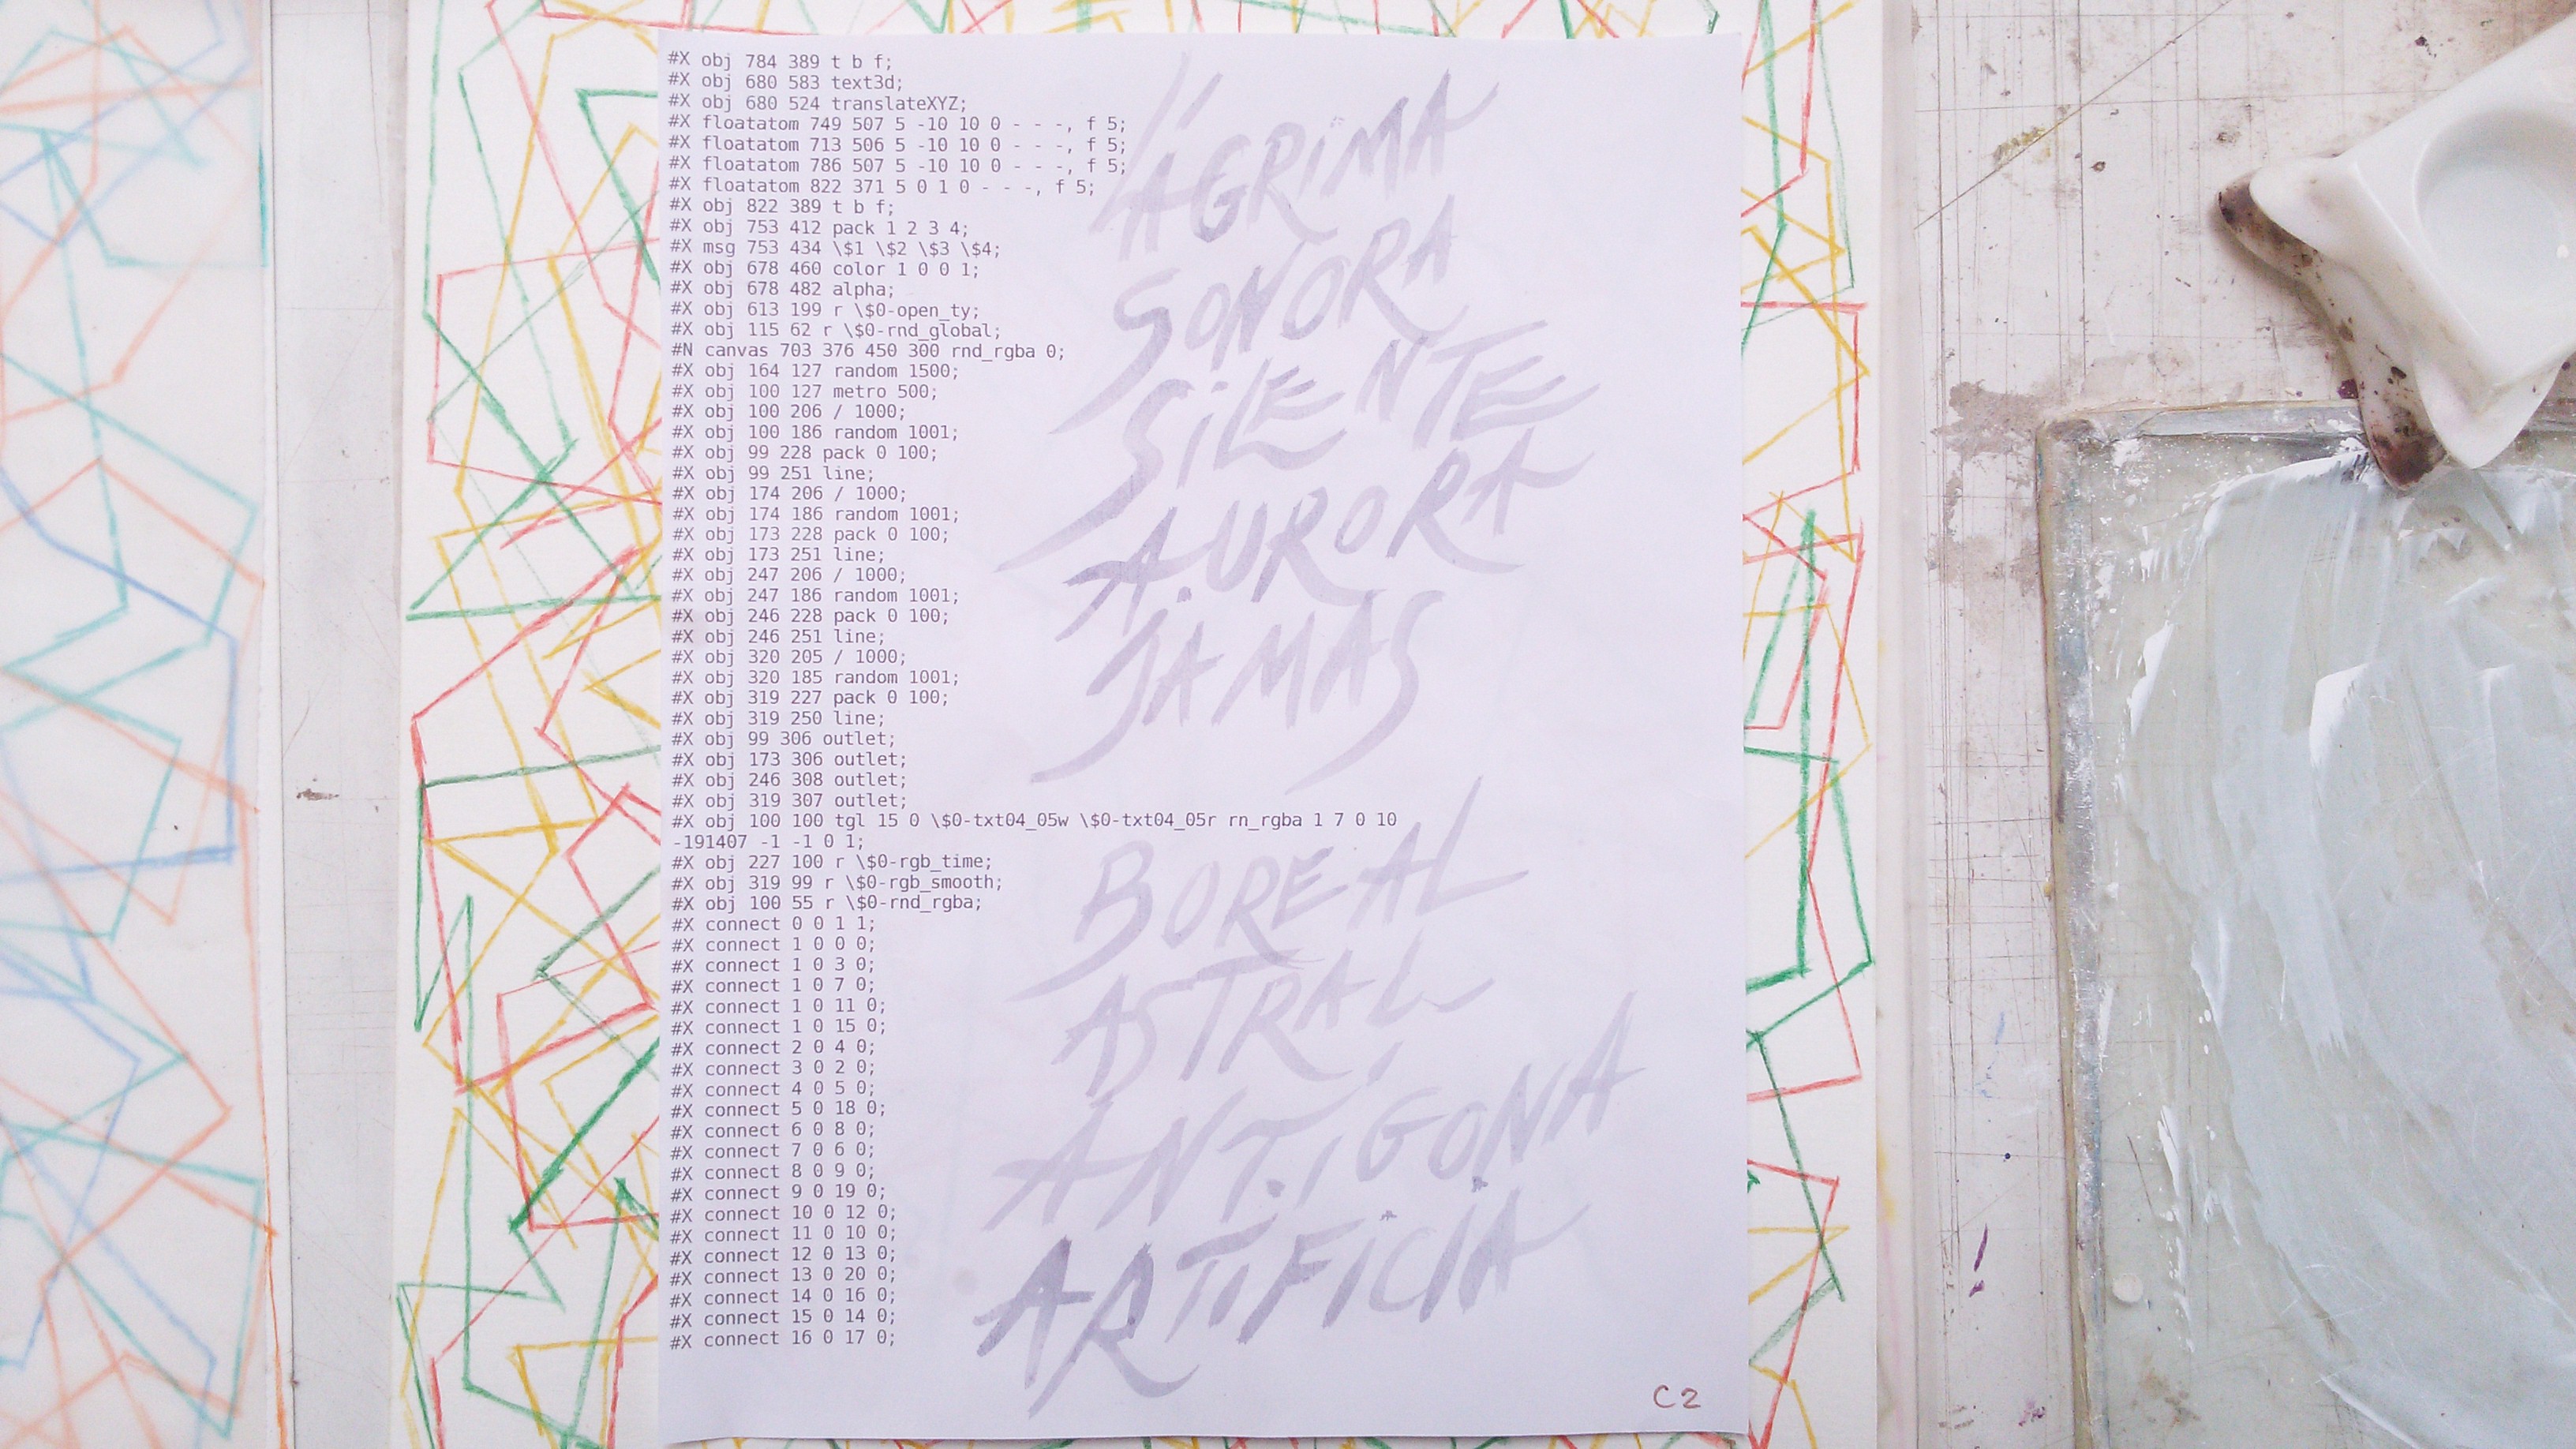 #X obj 784 389 t b f;
#X obj 680 583 text3d;
#X obj 680 524 translateXYZ;
#X floatatom 749 507 5 -10 10 0 - - -, f 5;
#X floatatom 713 506 5 -10 10 0 - - -, f 5;
#X floatatom 786 507 5 -10 10 0 - - -, f 5;
#X floatatom 822 371 5 0 1 0 - - -, f 5;
#X obj 822 389 t b f;
#X obj 753 412 pack 1 2 3 4;
#X msg 753 434 \$1 \$2 \$3 \$4;
#X obj 678 460 color 1 0 0 1;
#X obj 678 482 alpha;
#X obj 613 199 r \$0-open_ty;
#X obj 115 62 r \$0-rnd_global;
#N canvas 703 376 450 300 rnd_rgba 0;
#X obj 164 127 random 1500;
#X obj 100 127 metro 500;
#X obj 100 206 / 1000;
#X obj 100 186 random 1001;
#X obj 99 228 pack 0 100;
#X obj 99 251 line;
#X obj 174 206 / 1000;
#X obj 174 186 random 1001;
#X obj 173 228 pack 0 100;
#X obj 173 251 line;
#X obj 247 206 / 1000;
#X obj 247 186 random 1001;
#X obj 246 228 pack 0 100;
#X obj 246 251 line;
#X obj 320 205 / 1000;
#X obj 320 185 random 1001;
#X obj 319 227 pack 0 100;
#X obj 319 250 line;
#X obj 99 306 outlet;
#X obj 173 306 outlet;
#X obj 246 308 outlet;
#X obj 319 307 outlet;
#X obj 100 100 tgl 15 0 \$0-txt04_05w \$0-txt04_05r rn_rgba 1 7 0 10
-191407 -1 -1 0 1;
#X obj 227 100 r \$0-rgb_time;
#X obj 319 99 r \$0-rgb_smooth;
#X obj 100 55 r \$0-rnd_rgba;
#X connect 0 0 1 1;
#X connect 1 0 0 0;
#X connect 1 0 3 0;
#X connect 1 0 7 0;
#X connect 1 0 11 0;
#X connect 1 0 15 0;
#X connect 2 0 4 0;
#X connect 3 0 2 0;
#X connect 4 0 5 0;
#X connect 5 0 18 0;
#X connect 6 0 8 0;
#X connect 7 0 6 0;
#X connect 8 0 9 0;
#X connect 9 0 19 0;
#X connect 10 0 12 0;
#X connect 11 0 10 0;
#X connect 12 0 13 0;
#X connect 13 0 20 0;
#X connect 14 0 16 0;
#X connect 15 0 14 0;
#X connect 16 0 17 0;
LÁGRIMA
SONORA
SILENTE
AURORA
JAMAS
BOREAL
ASTRAL
ANTÍGONA
ARTIFICIA
C2